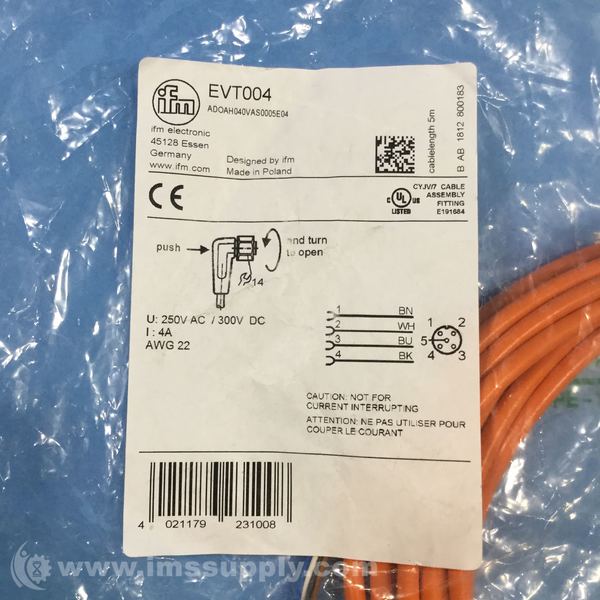 ifm
EVT004
ADOAH040VAS0005E04
ifm electronic
45128 Essen
Germany
www.ifm.com
Designed by ifm
Made in Poland
cablelength 5m
B AB 1812 800183
CE
C UL US
LISTED
CYJV/7 CABLE
ASSEMBLY
FITTING
E191684
push
and turn
to open
14
U: 250V AC / 300V DC
I : 4A
AWG 22
1 BN
2 WH
3 BU
4 BK
1 2
5
4 3
CAUTION: NOT FOR
CURRENT INTERRUPTING
ATTENTION: NE PAS UTILISER POUR
COUPER LE COURANT
4 021179 231008
www.imssupply.com/